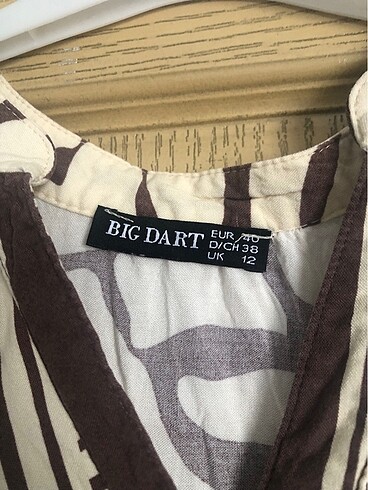 BIG DART
EUR 40
D/CH 38
UK 12